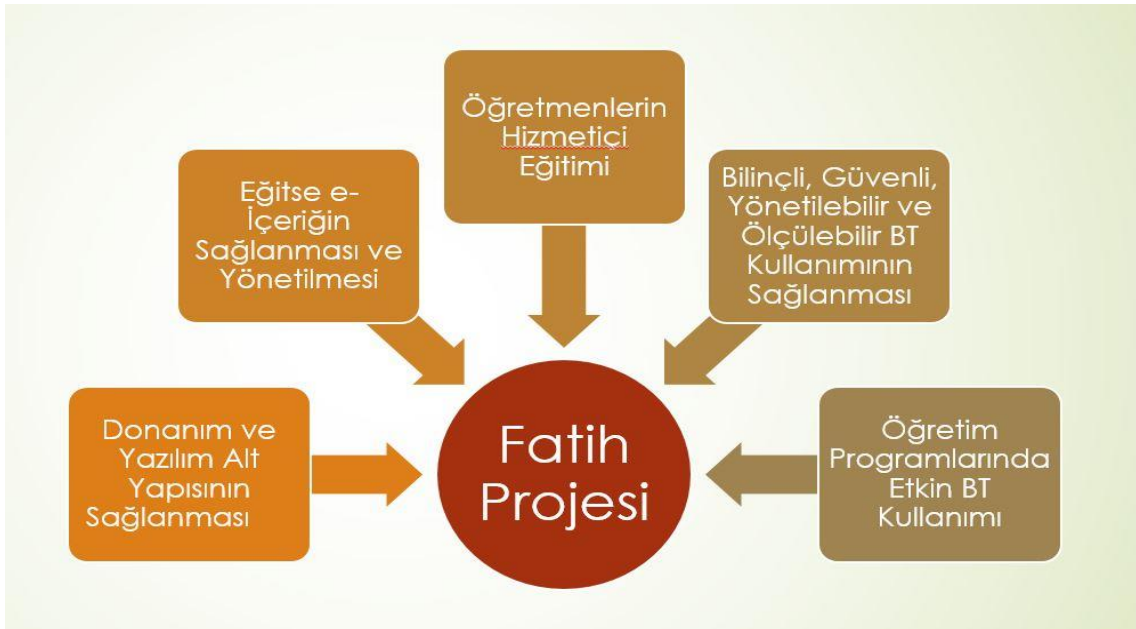 Öğretmenlerin
Hizmetiçi
Eğitimi
Eğitse e-
İçeriğin
Sağlanması ve
Yönetilmesi
Bilinçli, Güvenli,
Yönetilebilir ve
Ölçülebilir BT
Kullanımının
Sağlanması
Donanım ve
Yazılım Alt
Yapısının
Sağlanması
Fatih
Projesi
Öğretim
Programlarında
Etkin BT
Kullanımı